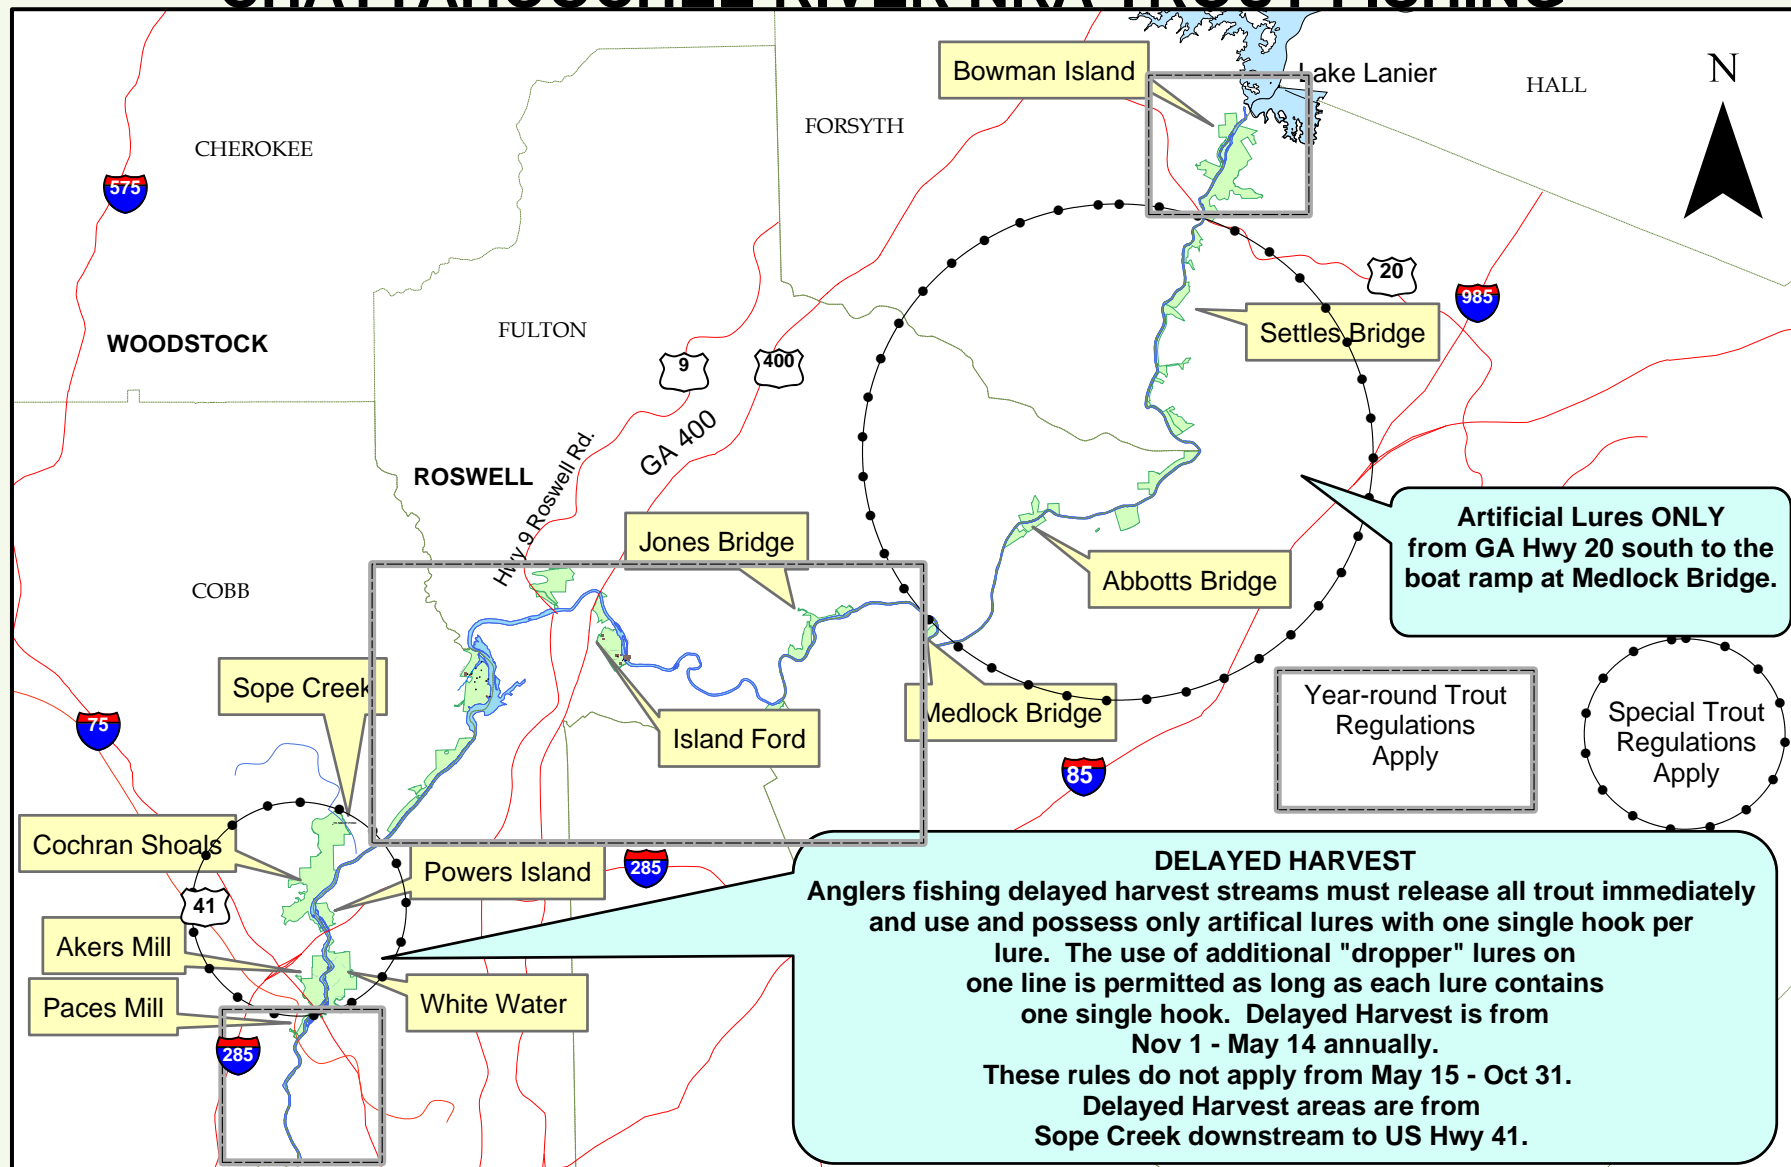 CHATTAHOOCHEE RIVER NRA TROUT FISHING
Bowman Island
Lake Lanier
HALL
N
FORSYTH
CHEROKEE
575
20
985
Settles Bridge
FULTON
WOODSTOCK
9
400
GA 400
Hwy 9 Roswell Rd.
ROSWELL
Artificial Lures ONLY
from GA Hwy 20 south to the
boat ramp at Medlock Bridge.
Jones Bridge
Abbotts Bridge
COBB
Sope Creek
Medlock Bridge
Island Ford
75
85
Year-round Trout
Regulations
Apply
Special Trout
Regulations
Apply
Cochran Shoals
Powers Island
285
41
Akers Mill
White Water
Paces Mill
285
DELAYED HARVEST
Anglers fishing delayed harvest streams must release all trout immediately
and use and possess only artifical lures with one single hook per
lure. The use of additional "dropper" lures on
one line is permitted as long as each lure contains
one single hook. Delayed Harvest is from
Nov 1 - May 14 annually.
These rules do not apply from May 15 - Oct 31.
Delayed Harvest areas are from
Sope Creek downstream to US Hwy 41.